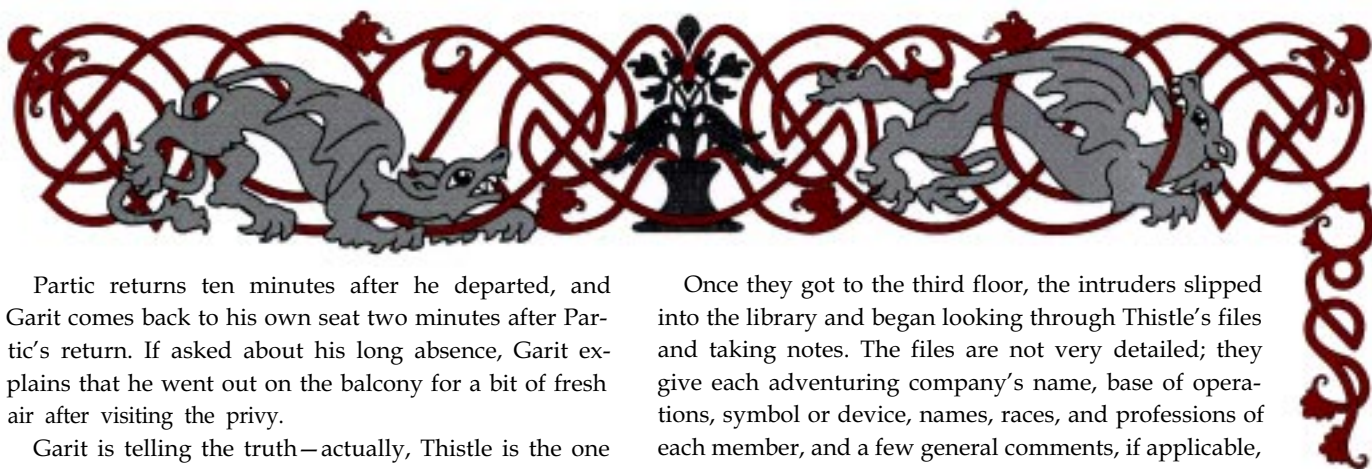 Partic returns ten minutes after he departed, and
Garit comes back to his own seat two minutes after Par-
tic's return. If asked about his long absence, Garit ex-
plains that he went out on the balcony for a bit of fresh
air after visiting the privy.
Garit is telling the truth—actually, Thistle is the one
Once they got to the third floor, the intruders slipped
into the library and began looking through Thistle's files
and taking notes. The files are not very detailed; they
give each adventuring company's name, base of opera-
tions, symbol or device, names, races, and professions of
each member, and a few general comments, if applicable,